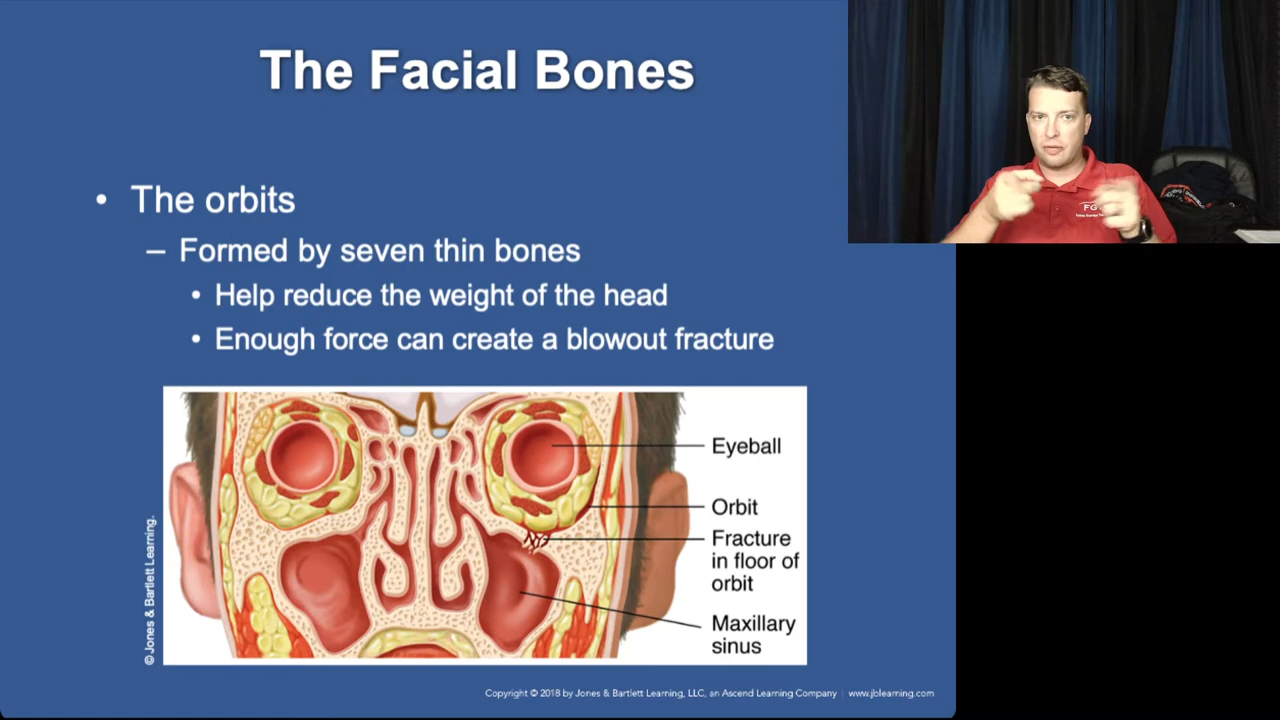 The Facial Bones
• The orbits
– Formed by seven thin bones
• Help reduce the weight of the head
• Enough force can create a blowout fracture
Eyeball
Orbit
Fracture
in floor of
orbit
Maxillary
sinus
© Jones & Bartlett Learning.
Copyright © 2018 by Jones & Bartlett Learning, LLC, an Ascend Learning Company | www.jblearning.com